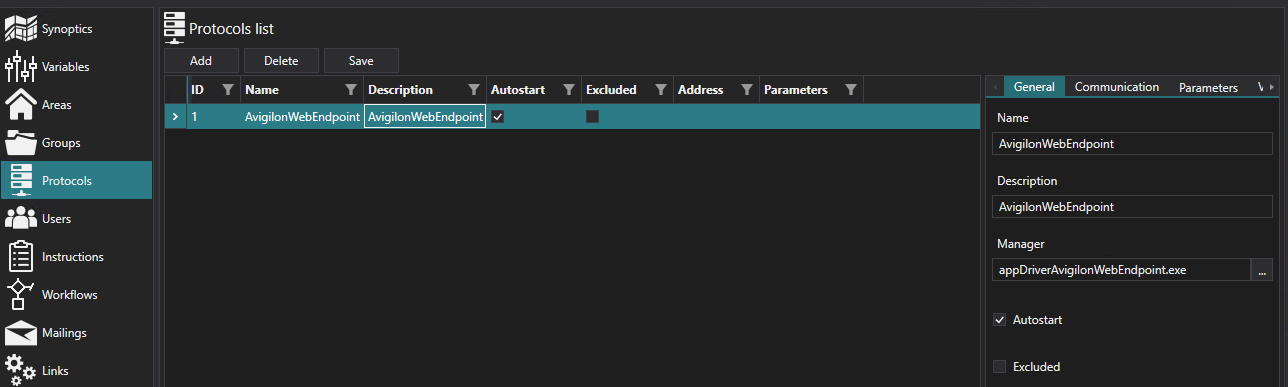 Synoptics
Variables
Areas
Groups
Protocols
Users
Instructions
Workflows
Mailings
Links
Protocols list
Add Delete Save
ID Name Description Autostart Excluded Address Parameters
1 AvigilonWebEndpoint AvigilonWebEndpoint
General Communication Parameters
Name
AvigilonWebEndpoint
Description
AvigilonWebEndpoint
Manager
appDriverAvigilonWebEndpoint.exe ...
Autostart
Excluded